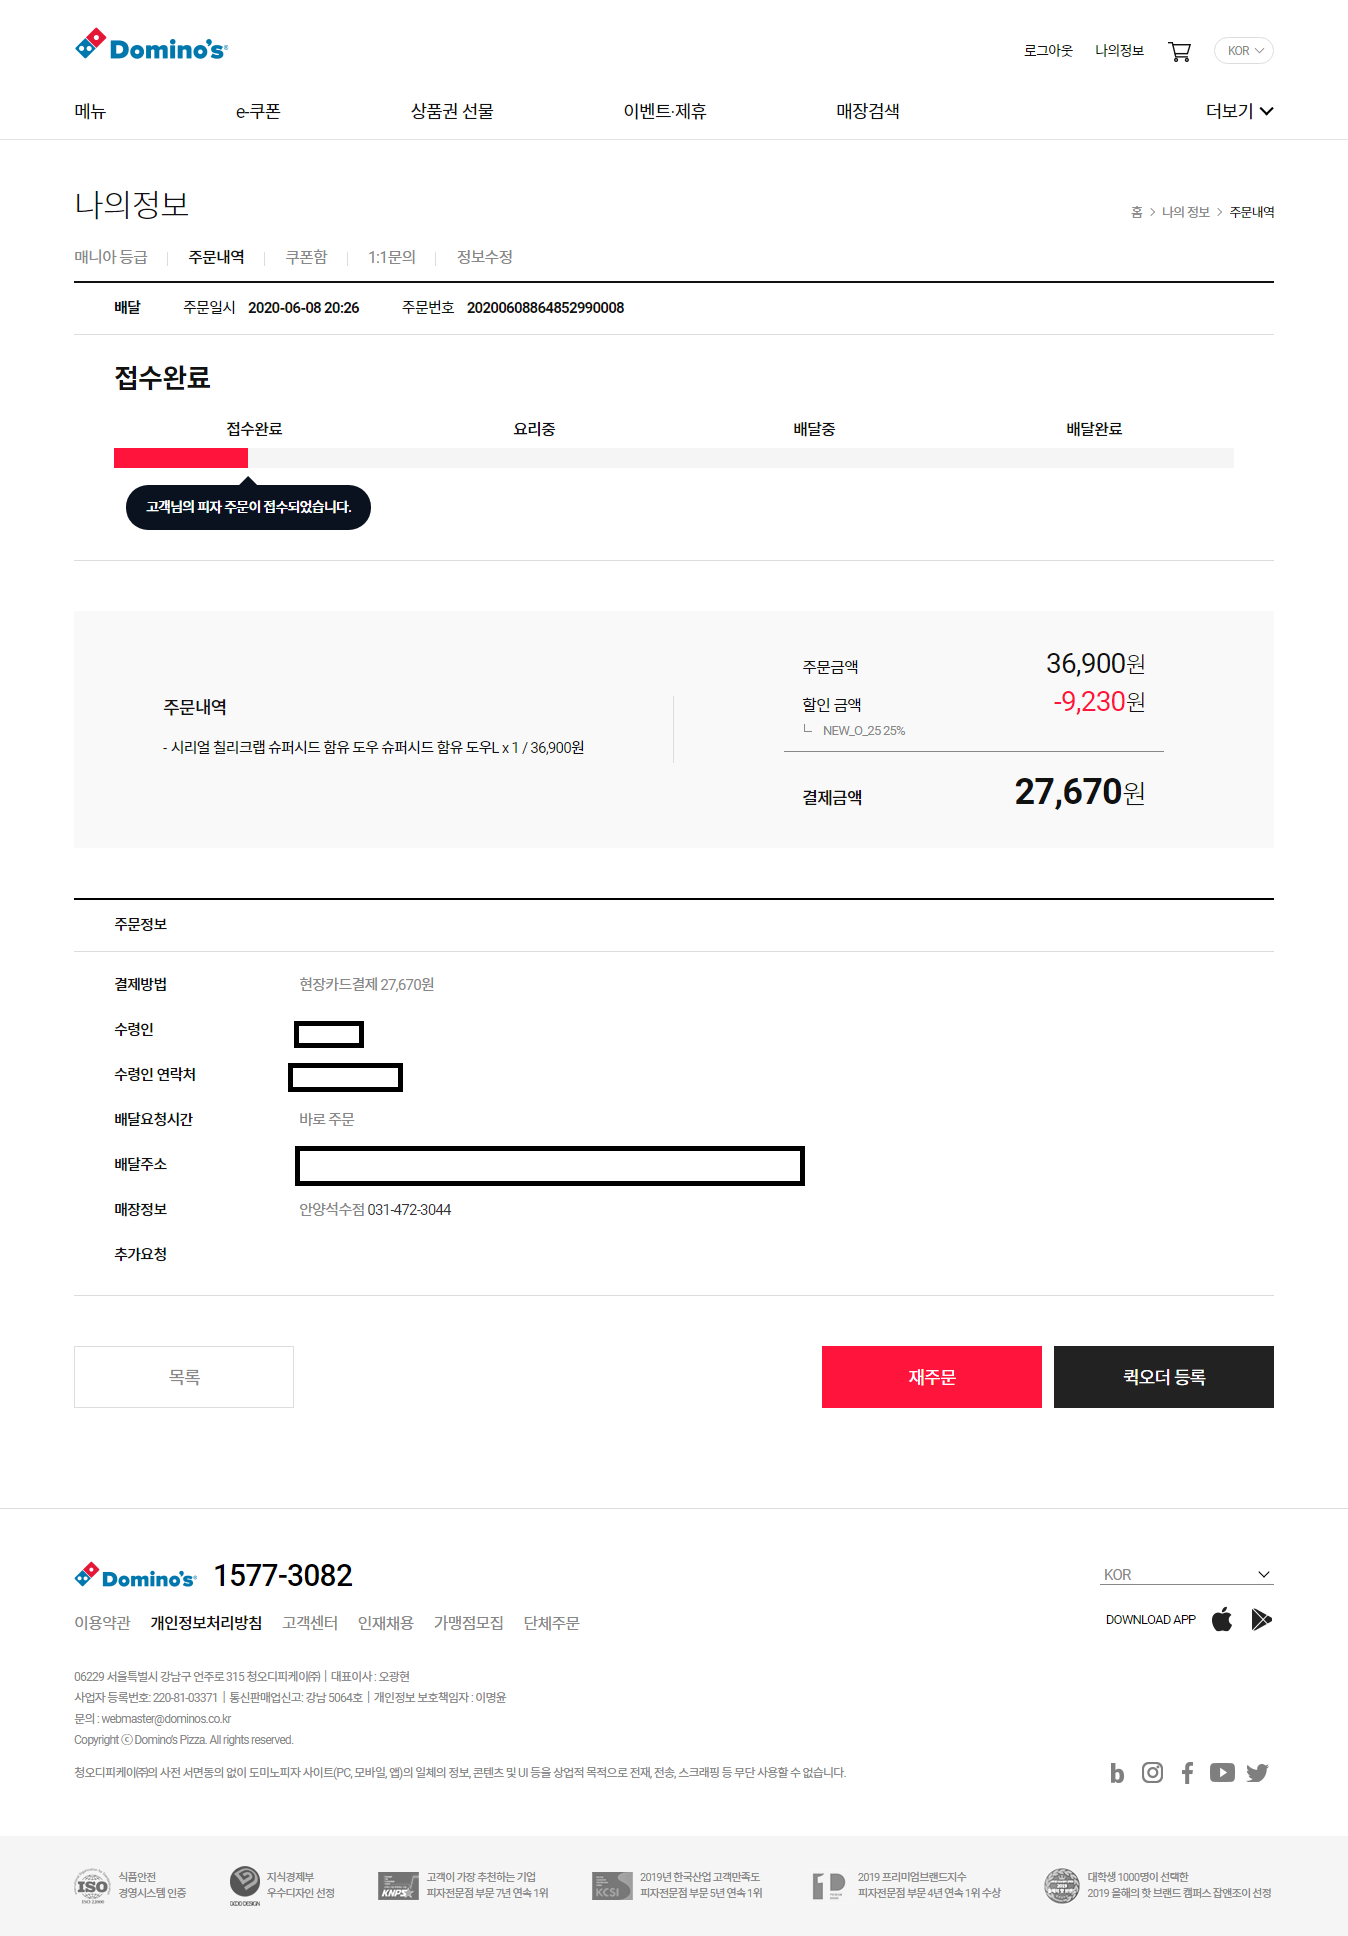 Domino's
로그아웃 나의정보 KOR
메뉴 e-쿠폰 상품권 선물 이벤트·제휴 매장검색 더보기
나의정보
홈 > 나의 정보 > 주문내역
매니아 등급 주문내역 쿠폰함 1:1문의 정보수정
배달 주문일시 2020-06-08 20:26 주문번호 20200608864852990008
접수완료
접수완료 요리중 배달중 배달완료
고객님의 피자 주문이 접수되었습니다.
주문내역
- 시리얼 칠리크랩 슈퍼시드 함유 도우 슈퍼시드 함유 도우L x 1 / 36,900원
주문금액 36,900원
할인 금액 -9,230원
NEW_O_25 25%
결제금액 27,670원
주문정보
결제방법 현장카드결제 27,670원
수령인
수령인 연락처
배달요청시간 바로 주문
배달주소
매장정보 안양석수점 031-472-3044
추가요청
목록 재주문 퀵오더 등록
Domino's 1577-3082
KOR
이용약관 개인정보처리방침 고객센터 인재채용 가맹점모집 단체주문
DOWNLOAD APP
06229 서울특별시 강남구 언주로 315 청오디피케이㈜ | 대표이사 : 오광현
사업자 등록번호: 220-81-03371 | 통신판매업신고: 강남 5064호 | 개인정보 보호책임자 : 이명윤
문의 : webmaster@dominos.co.kr
Copyright ⓒ Domino's Pizza. All rights reserved.
청오디피케이㈜의 사전 서면동의 없이 도미노피자 사이트(PC, 모바일, 앱)의 일체의 정보, 콘텐츠 및 UI 등을 상업적 목적으로 전재, 전송, 스크래핑 등 무단 사용할 수 없습니다.
ISO
식품안전
경영시스템 인증
GOOD DESIGN
지식경제부
우수디자인 선정
KNPS
고객이 가장 추천하는 기업
피자전문점 부문 7년 연속 1위
KCSI
2019년 한국산업 고객만족도
피자전문점 부문 5년 연속 1위
2019 프리미엄브랜드지수
피자전문점 부문 4년 연속 1위 수상
대학생 1000명이 선택한
2019 올해의 핫 브랜드 캠퍼스 잡앤조이 선정